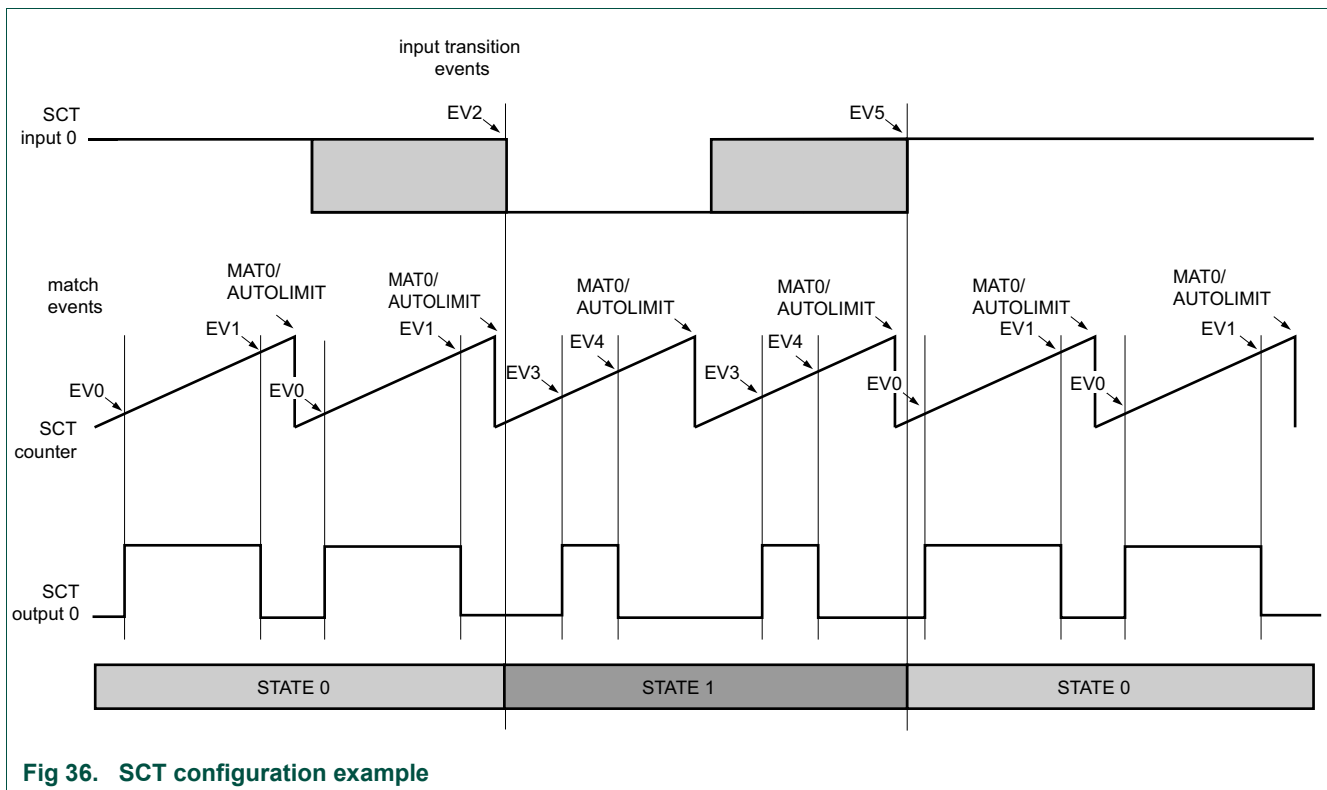 input transition
events
SCT
input 0
EV2
EV5
match
events
MAT0/
AUTOLIMIT
MAT0/
AUTOLIMIT
MAT0/
AUTOLIMIT
MAT0/
AUTOLIMIT
MAT0/
AUTOLIMIT
MAT0/
AUTOLIMIT
EV0
EV1
EV0
EV1
EV3
EV4
EV3
EV4
EV0
EV1
EV0
EV1
SCT
counter
SCT
output 0
STATE 0
STATE 1
STATE 0
Fig 36. SCT configuration example